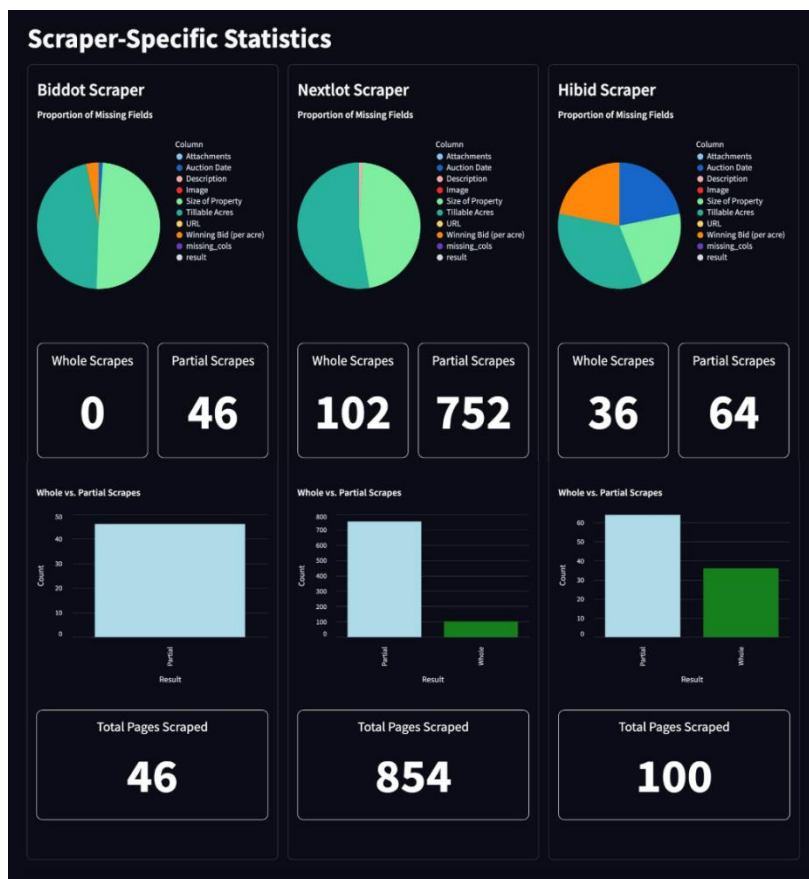 Scraper-Specific Statistics
Biddot Scraper
Proportion of Missing Fields
Column
Attachments
Auction Date
Description
Image
Size of Property
Tillable Acres
URL
Winning Bid (per acre)
missing_cols
result
Whole Scrapes
0
Partial Scrapes
46
Whole vs. Partial Scrapes
50
40
30
20
10
0
Count
Partial
Result
Total Pages Scraped
46
Nextlot Scraper
Proportion of Missing Fields
Column
Attachments
Auction Date
Description
Image
Size of Property
Tillable Acres
URL
Winning Bid (per acre)
missing_cols
result
Whole Scrapes
102
Partial Scrapes
752
Whole vs. Partial Scrapes
800
700
600
500
400
300
200
100
0
Count
Partial
Whole
Result
Total Pages Scraped
854
Hibid Scraper
Proportion of Missing Fields
Column
Attachments
Auction Date
Description
Image
Size of Property
Tillable Acres
URL
Winning Bid (per acre)
missing_cols
result
Whole Scrapes
36
Partial Scrapes
64
Whole vs. Partial Scrapes
60
50
40
30
20
10
0
Count
Partial
Whole
Result
Total Pages Scraped
100